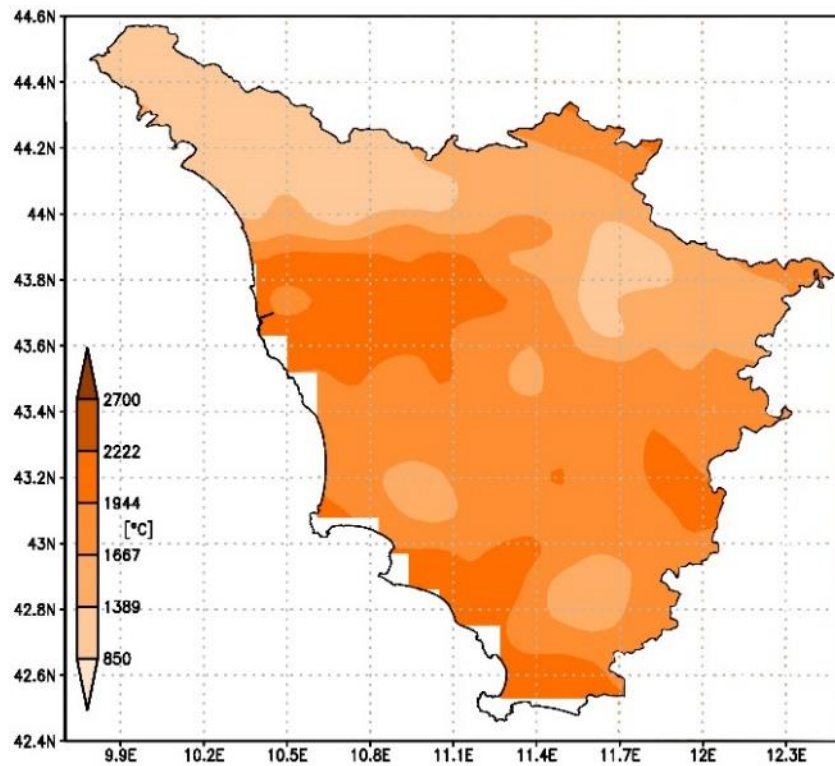 44.6N
44.4N
44.2N
44N
43.8N
43.6N
43.4N
43.2N
43N
42.8N
42.6N
42.4N
2700
2222
1944
[°C]
1667
1389
850
9.9E 10.2E 10.5E 10.8E 11.1E 11.4E 11.7E 12E 12.3E